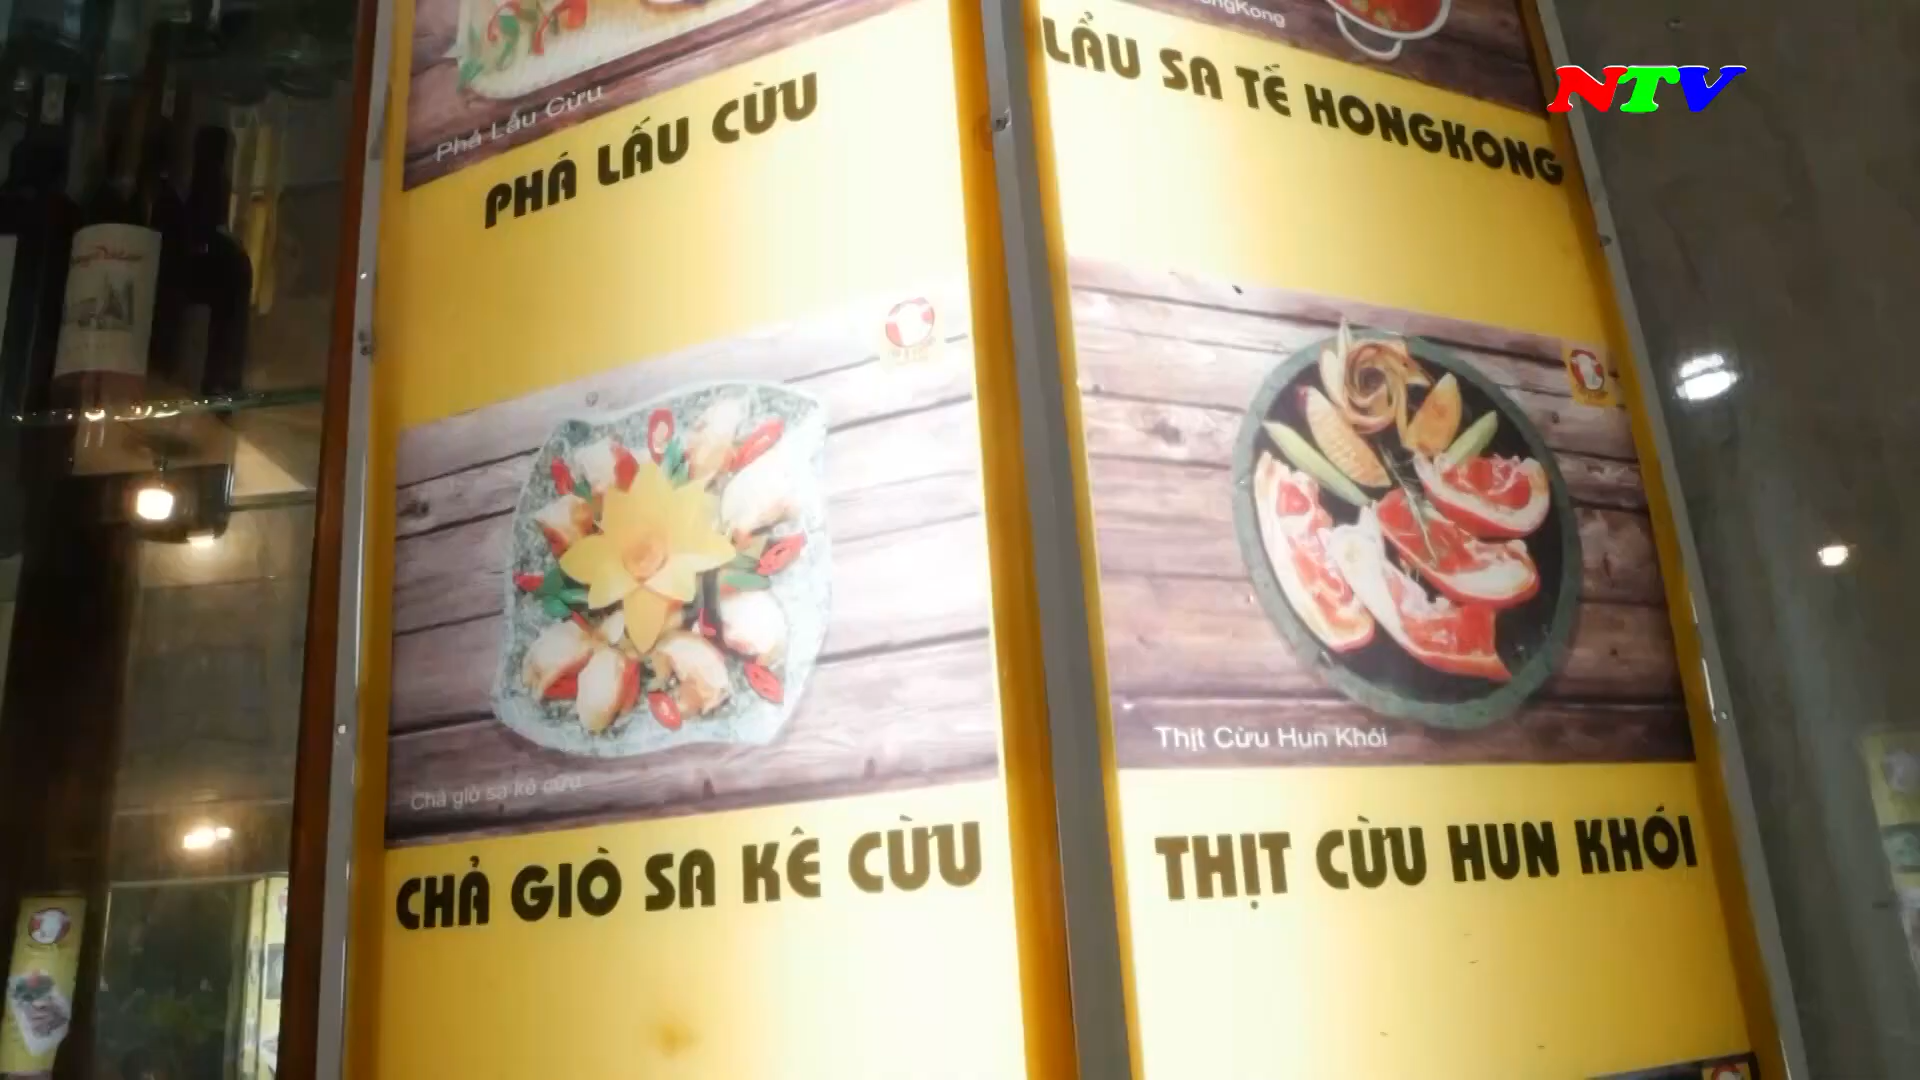 NTV
Phá Lấu Cừu
PHÁ LẤU CỪU
HongKong
LẨU SA TẾ HONGKONG
Chả giò sa kê cừu
CHẢ GIÒ SA KÊ CỪU
Thịt Cừu Hun Khói
THỊT CỪU HUN KHÓI